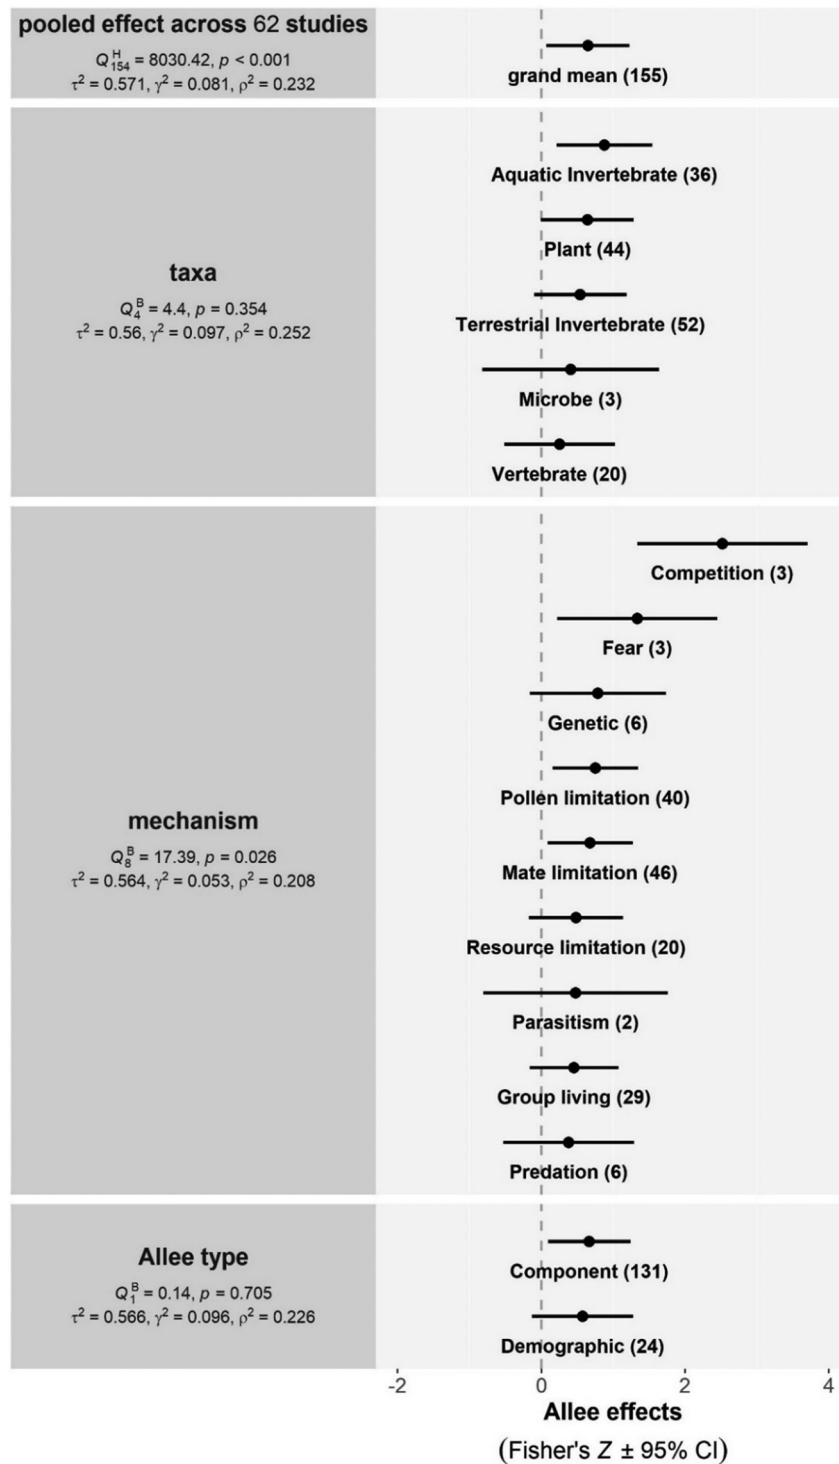 pooled effect across 62 studies
Q^H_154 = 8030.42, p < 0.001
τ² = 0.571, γ² = 0.081, ρ² = 0.232
grand mean (155)
taxa
Q^B_4 = 4.4, p = 0.354
τ² = 0.56, γ² = 0.097, ρ² = 0.252
Aquatic Invertebrate (36)
Plant (44)
Terrestrial Invertebrate (52)
Microbe (3)
Vertebrate (20)
mechanism
Q^B_8 = 17.39, p = 0.026
τ² = 0.564, γ² = 0.053, ρ² = 0.208
Competition (3)
Fear (3)
Genetic (6)
Pollen limitation (40)
Mate limitation (46)
Resource limitation (20)
Parasitism (2)
Group living (29)
Predation (6)
Allee type
Q^B_1 = 0.14, p = 0.705
τ² = 0.566, γ² = 0.096, ρ² = 0.226
Component (131)
Demographic (24)
-2 0 2 4
Allee effects
(Fisher's Z ± 95% CI)